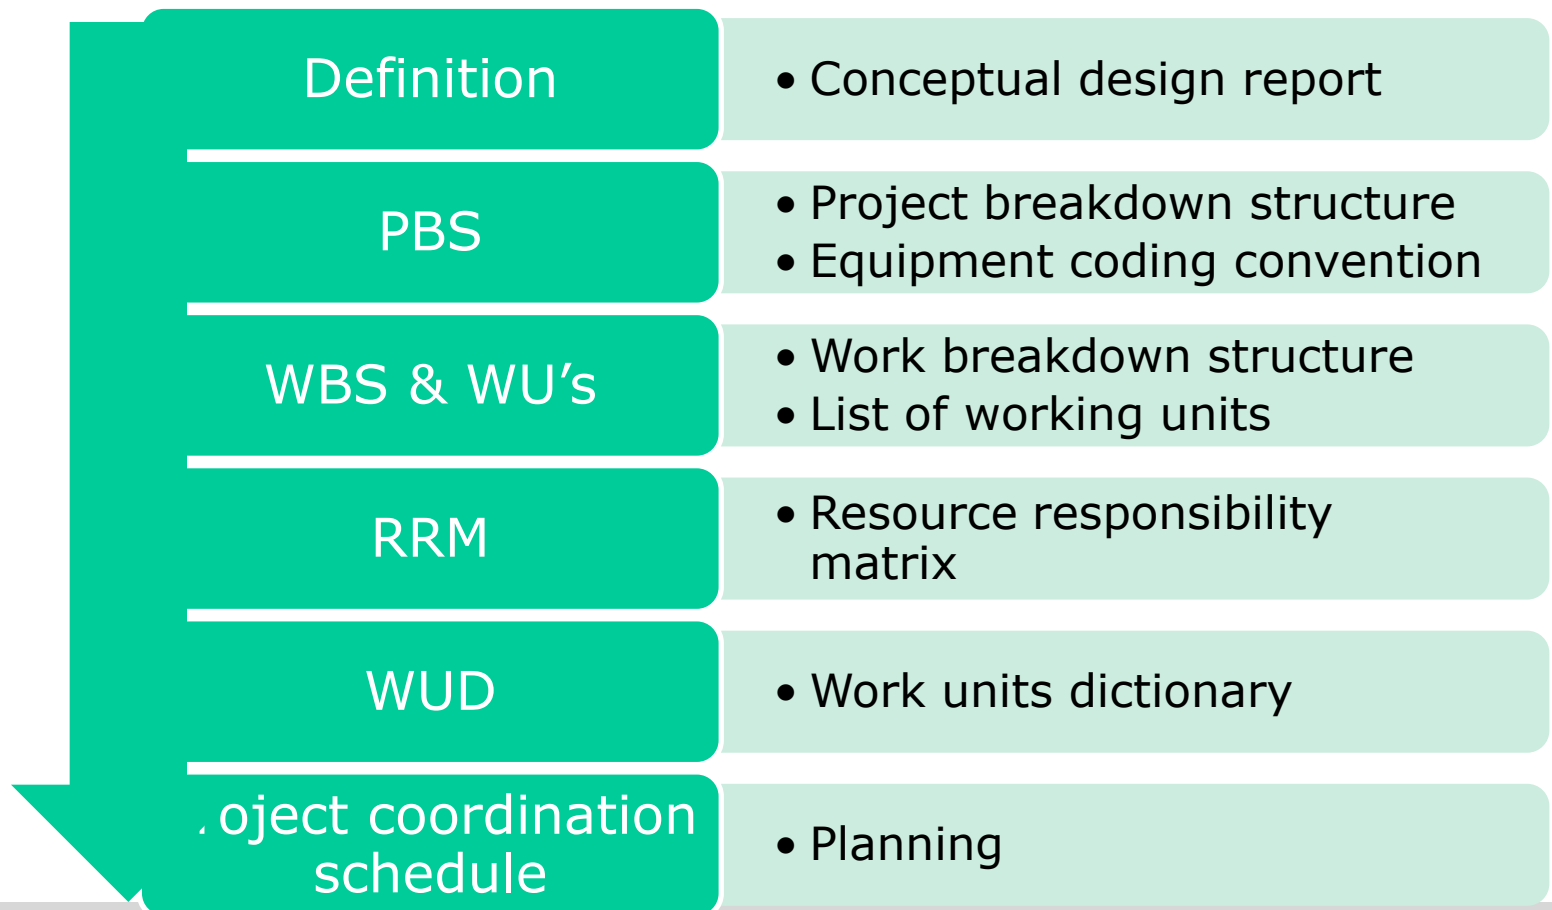 Definition
• Conceptual design report
PBS
• Project breakdown structure
• Equipment coding convention
WBS & WU’s
• Work breakdown structure
• List of working units
RRM
• Resource responsibility
matrix
WUD
• Work units dictionary
oject coordination
schedule
• Planning